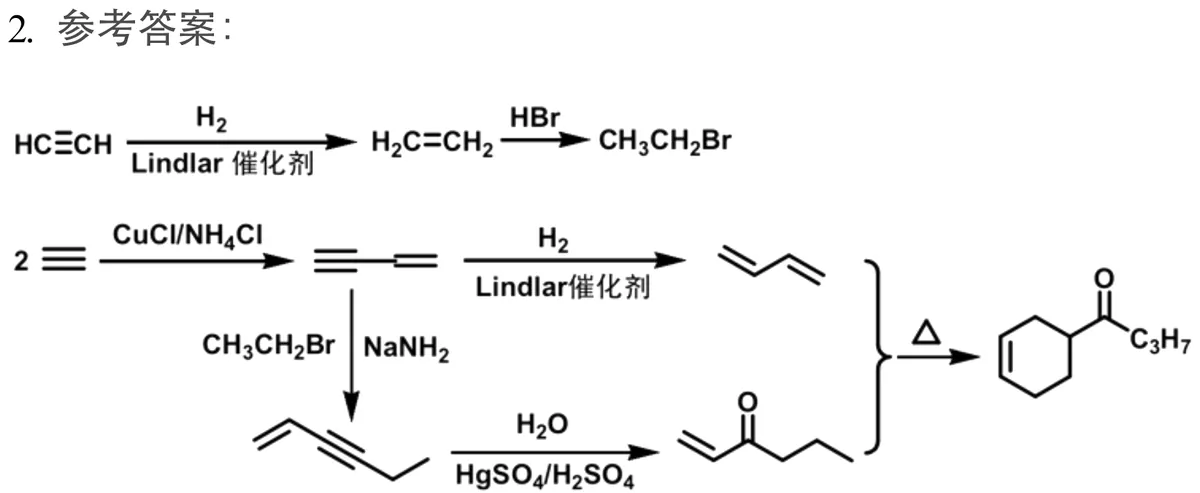 2. 参考答案:
H₂ HBr
HC≡CH H₂C=CH₂ CH₃CH₂Br
Lindlar 催化剂
CuCl/NH₄Cl H₂
2
Lindlar催化剂
O
CH₃CH₂Br NaNH₂ △ C₃H₇
O
H₂O
HgSO₄/H₂SO₄